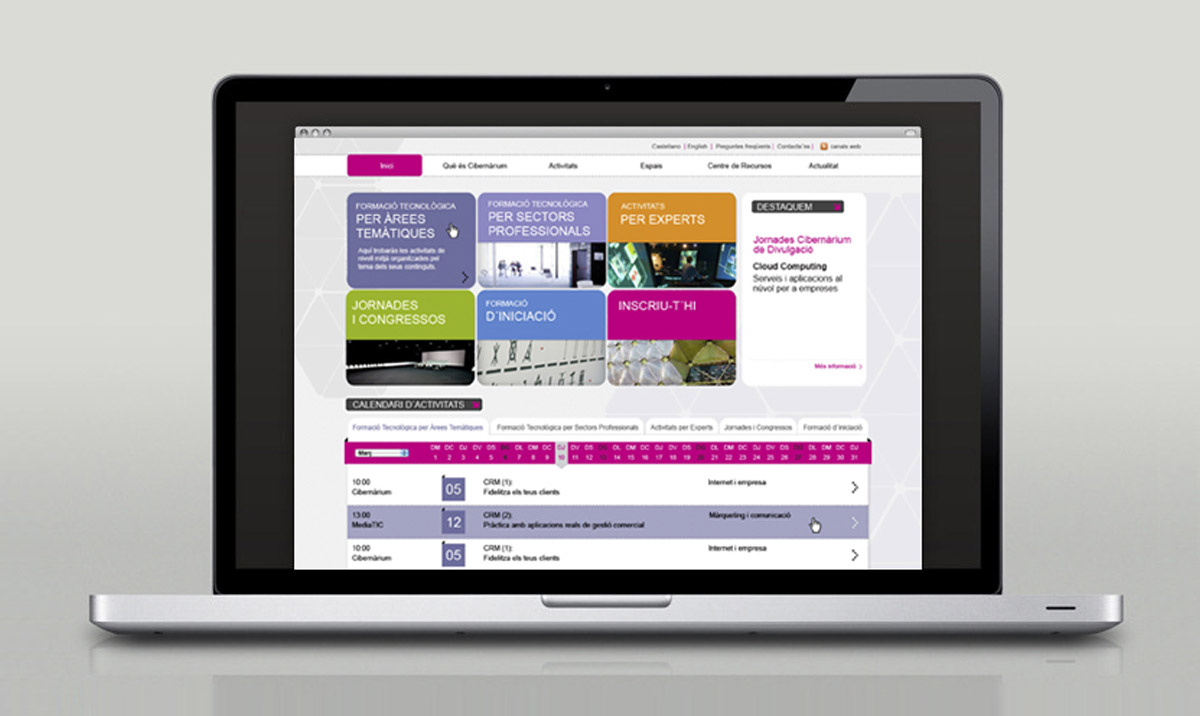 Castellano | English | Preguntes freqüents | Contacta'ns | canals web
Inici
Què és Cibernàrium
Activitats
Espais
Centre de Recursos
Actualitat
FORMACIÓ TECNOLÒGICA
PER ÀREES
TEMÀTIQUES
Aquí trobaràs les activitats de
nivell mitjà organitzades pel
tema dels seus continguts.
FORMACIÓ TECNOLÒGICA
PER SECTORS
PROFESSIONALS
ACTIVITATS
PER EXPERTS
DESTAQUEM
Jornades Cibernàrium
de Divulgació
Cloud Computing
Serveis i aplicacions al
núvol per a empreses
Més informació
JORNADES
I CONGRESSOS
FORMACIÓ
D´INICIACIÓ
INSCRIU-T´HI
CALENDARI D'ACTIVITATS
Formació Tecnològica per Àrees Temàtiques
Formació Tecnològica per Sectors Professionals
Activitats per Experts
Jornades i Congressos
Formació d´Iniciació
Març
DM DC DJ DV DS DG DL DM DC DJ DV DS DG DL DM DC DJ DV DS DG DL DM DC DJ DV DS DG DL DM DC DJ
1 2 3 4 5 6 7 8 9 10 11 12 13 14 15 16 17 18 19 20 21 22 23 24 25 26 27 28 29 30 31
10:00
Cibernàrium
05
CRM (1):
Fidelitza els teus clients
Internet i empresa
13:00
MediaTIC
12
CRM (2):
Pràctica amb aplicacions reals de gestió comercial
Màrqueting i comunicació
10:00
Cibernàrium
05
CRM (1):
Fidelitza els teus clients
Internet i empresa